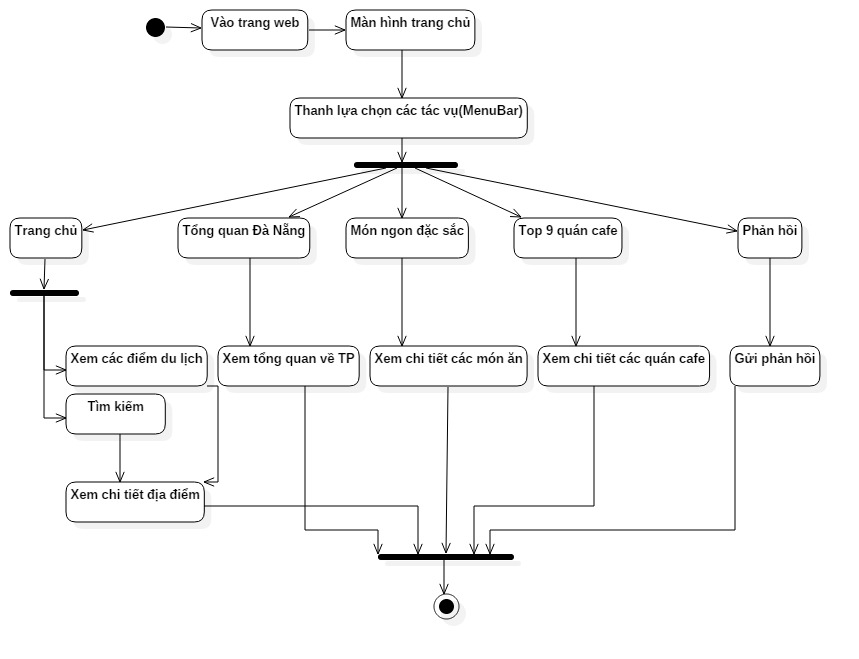 Vào trang web
Màn hình trang chủ
Thanh lựa chọn các tác vụ(MenuBar)
Trang chủ
Tổng quan Đà Nẵng
Món ngon đặc sắc
Top 9 quán cafe
Phản hồi
Xem các điểm du lịch
Xem tổng quan về TP
Xem chi tiết các món ăn
Xem chi tiết các quán cafe
Gửi phản hồi
Tìm kiếm
Xem chi tiết địa điểm